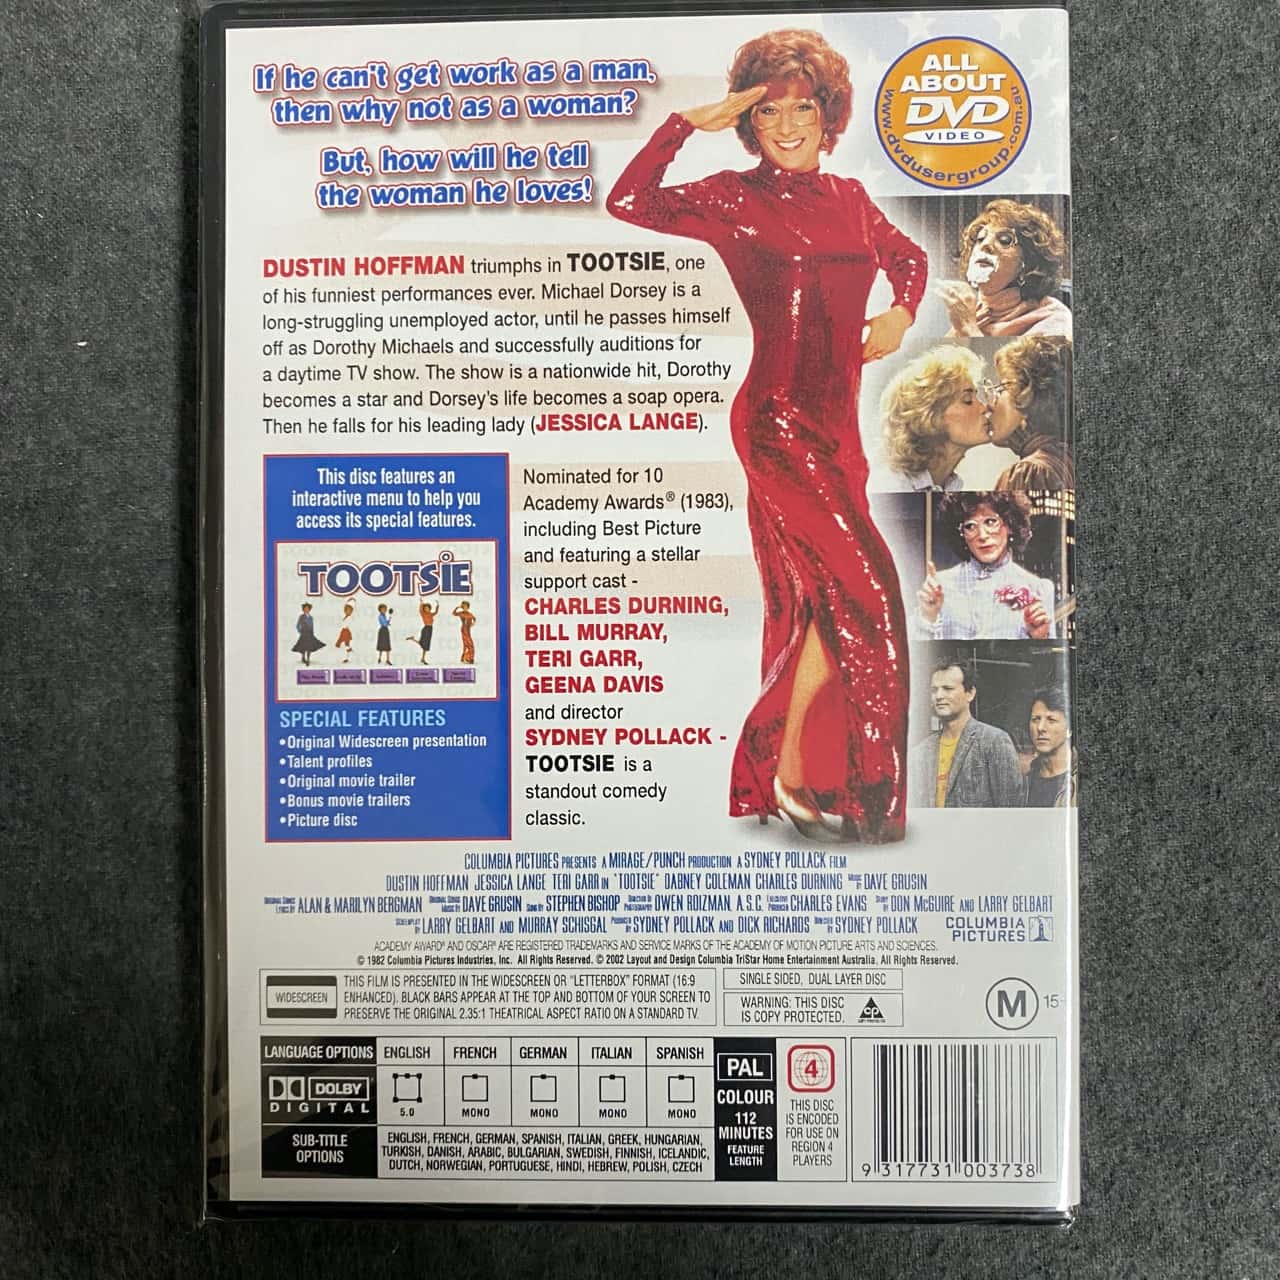 If he can't get work as a man,
then why not as a woman?
But, how will he tell
the woman he loves!
ALL
ABOUT
DVD
VIDEO
www.dvdusergroup.com.au
DUSTIN HOFFMAN triumphs in TOOTSIE, one
of his funniest performances ever. Michael Dorsey is a
long-struggling unemployed actor, until he passes himself
off as Dorothy Michaels and successfully auditions for
a daytime TV show. The show is a nationwide hit, Dorothy
becomes a star and Dorsey's life becomes a soap opera.
Then he falls for his leading lady (JESSICA LANGE).
This disc features an
interactive menu to help you
access its special features.
TOOTSIE
SPECIAL FEATURES
•Original Widescreen presentation
•Talent profiles
•Original movie trailer
•Bonus movie trailers
•Picture disc
Nominated for 10
Academy Awards® (1983),
including Best Picture
and featuring a stellar
support cast -
CHARLES DURNING,
BILL MURRAY,
TERI GARR,
GEENA DAVIS
and director
SYDNEY POLLACK -
TOOTSIE is a
standout comedy
classic.
COLUMBIA PICTURES PRESENTS A MIRAGE/PUNCH PRODUCTION A SYDNEY POLLACK FILM
DUSTIN HOFFMAN JESSICA LANGE TERI GARR IN "TOOTSIE" DABNEY COLEMAN CHARLES DURNING MUSIC BY DAVE GRUSIN
ORIGINAL SONGS LYRICS BY ALAN & MARILYN BERGMAN ORIGINAL SONGS MUSIC BY DAVE GRUSIN SUNG BY STEPHEN BISHOP DIRECTOR OF PHOTOGRAPHY OWEN ROIZMAN, A.S.C. EXECUTIVE PRODUCER CHARLES EVANS STORY BY DON McGUIRE AND LARRY GELBART
SCREENPLAY BY LARRY GELBART AND MURRAY SCHISGAL PRODUCED BY SYDNEY POLLACK AND DICK RICHARDS DIRECTED BY SYDNEY POLLACK
COLUMBIA
PICTURES
ACADEMY AWARD® AND OSCAR® ARE REGISTERED TRADEMARKS AND SERVICE MARKS OF THE ACADEMY OF MOTION PICTURE ARTS AND SCIENCES.
© 1982 Columbia Pictures Industries, Inc. All Rights Reserved. © 2002 Layout and Design Columbia TriStar Home Entertainment Australia. All Rights Reserved.
WIDESCREEN
THIS FILM IS PRESENTED IN THE WIDESCREEN OR "LETTERBOX" FORMAT (16:9
ENHANCED). BLACK BARS APPEAR AT THE TOP AND BOTTOM OF YOUR SCREEN TO
PRESERVE THE ORIGINAL 2.35:1 THEATRICAL ASPECT RATIO ON A STANDARD TV.
SINGLE SIDED, DUAL LAYER DISC
WARNING: THIS DISC
IS COPY PROTECTED.
cp
M 15+
LANGUAGE OPTIONS ENGLISH FRENCH GERMAN ITALIAN SPANISH
DOLBY
DIGITAL
5.0 MONO MONO MONO MONO
SUB-TITLE
OPTIONS
ENGLISH, FRENCH, GERMAN, SPANISH, ITALIAN, GREEK, HUNGARIAN,
TURKISH, DANISH, ARABIC, BULGARIAN, SWEDISH, FINNISH, ICELANDIC,
DUTCH, NORWEGIAN, PORTUGUESE, HINDI, HEBREW, POLISH, CZECH
PAL
COLOUR
112
MINUTES
FEATURE
LENGTH
4
THIS DISC
IS ENCODED
FOR USE ON
REGION 4
PLAYERS
9 317731 003738